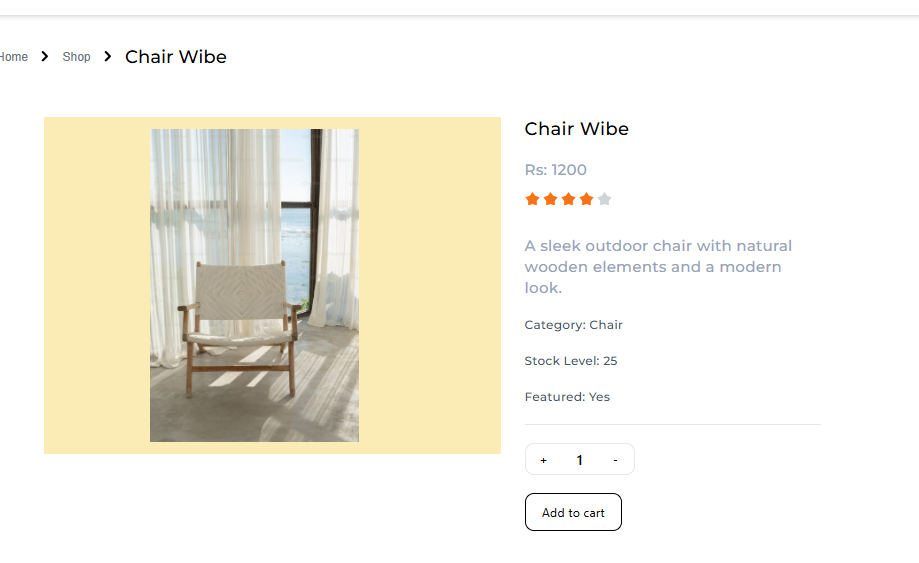 Home > Shop > Chair Wibe
Chair Wibe
Rs: 1200
A sleek outdoor chair with natural
wooden elements and a modern
look.
Category: Chair
Stock Level: 25
Featured: Yes
+ 1 -
Add to cart